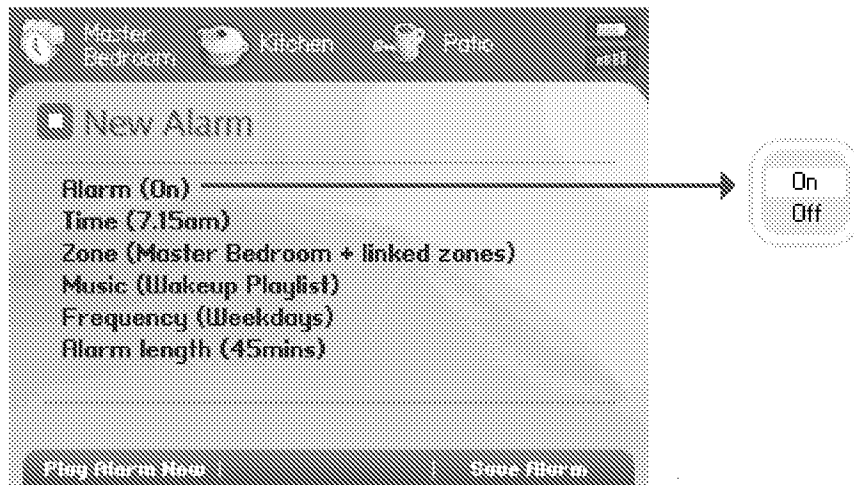 Master
Bedroom
Kitchen
Patio
New Alarm
Alarm (On)
Time (7.15am)
Zone (Master Bedroom + linked zones)
Music (Wakeup Playlist)
Frequency (Weekdays)
Alarm length (45mins)
On
Off
Play Alarm Now
Save Alarm